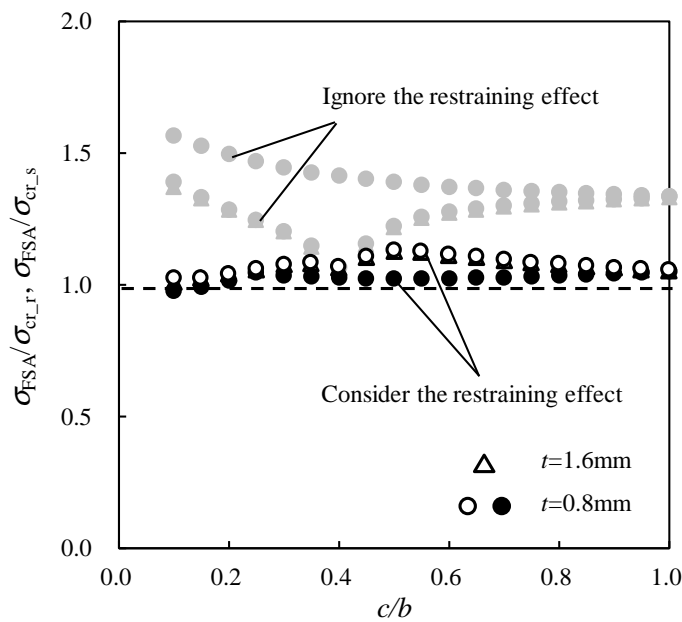 2.0
Ignore the restraining effect
1.5
σFSA/σcr_r, σFSA/σcr_s
1.0
Consider the restraining effect
0.5
t=1.6mm
t=0.8mm
0.0
0.0 0.2 0.4 0.6 0.8 1.0
c/b